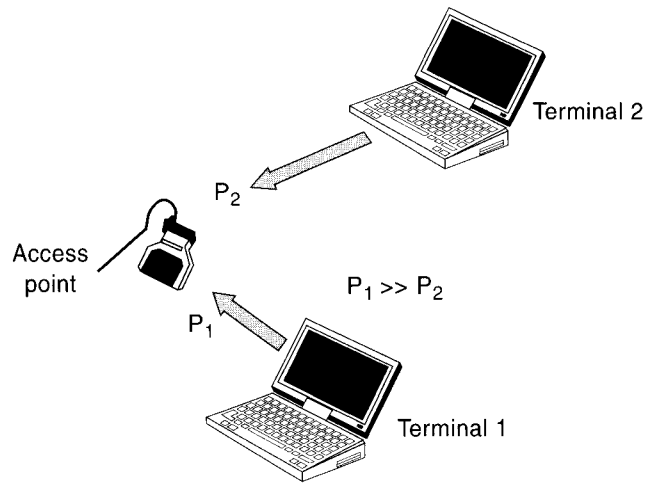 Terminal 2
P₂
Access
point
P₁ >> P₂
P₁
Terminal 1